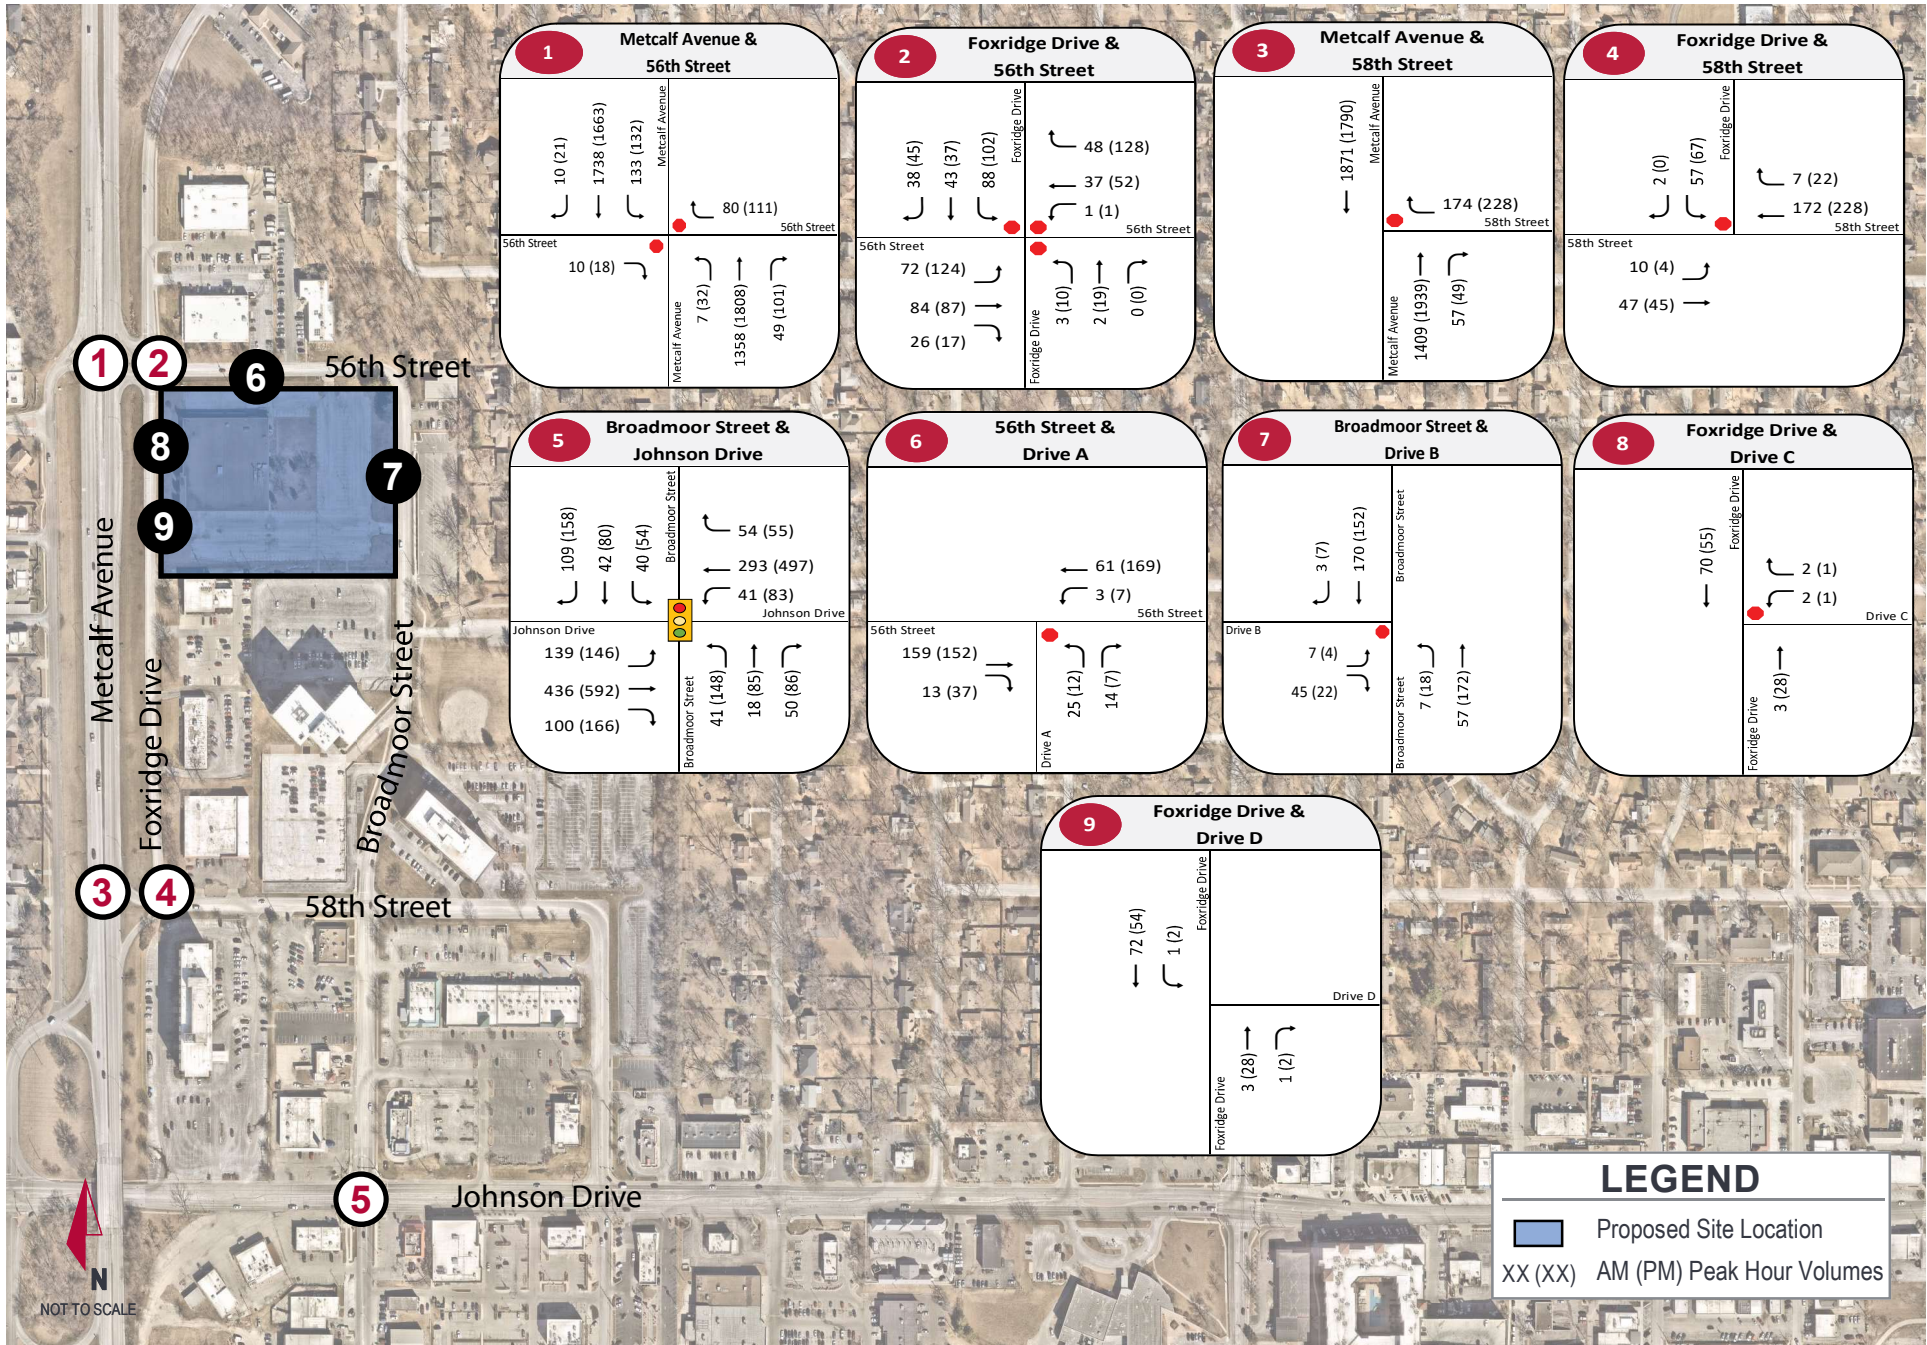 1
Metcalf Avenue &
56th Street
10 (21)
1738 (1663)
133 (132)
Metcalf Avenue
80 (111)
56th Street
56th Street
10 (18)
Metcalf Avenue
7 (32)
1358 (1808)
49 (101)
2
Foxridge Drive &
56th Street
38 (45)
43 (37)
88 (102)
Foxridge Drive
48 (128)
37 (52)
1 (1)
56th Street
56th Street
72 (124)
84 (87)
26 (17)
Foxridge Drive
3 (10)
2 (19)
0 (0)
3
Metcalf Avenue &
58th Street
1871 (1790)
Metcalf Avenue
174 (228)
58th Street
Metcalf Avenue
1409 (1939)
57 (49)
4
Foxridge Drive &
58th Street
2 (0)
57 (67)
Foxridge Drive
7 (22)
172 (228)
58th Street
58th Street
10 (4)
47 (45)
5
Broadmoor Street &
Johnson Drive
109 (158)
42 (80)
40 (54)
Broadmoor Street
54 (55)
293 (497)
41 (83)
Johnson Drive
Johnson Drive
139 (146)
436 (592)
100 (166)
Broadmoor Street
41 (148)
18 (85)
50 (86)
6
56th Street &
Drive A
61 (169)
3 (7)
56th Street
56th Street
159 (152)
13 (37)
Drive A
25 (12)
14 (7)
7
Broadmoor Street &
Drive B
3 (7)
170 (152)
Broadmoor Street
Drive B
7 (4)
45 (22)
Broadmoor Street
7 (18)
57 (172)
8
Foxridge Drive &
Drive C
70 (55)
Foxridge Drive
2 (1)
2 (1)
Drive C
Foxridge Drive
3 (28)
9
Foxridge Drive &
Drive D
72 (54)
1 (2)
Foxridge Drive
Drive D
Foxridge Drive
3 (28)
1 (2)
1
2
6
56th Street
8
7
9
Metcalf Avenue
Foxridge Drive
Broadmoor Street
3
4
58th Street
5
Johnson Drive
N
NOT TO SCALE
LEGEND
Proposed Site Location
XX (XX) AM (PM) Peak Hour Volumes